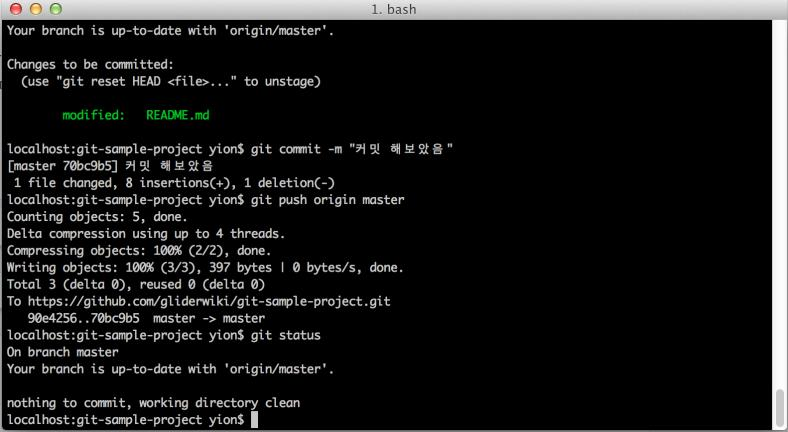 1. bash
Your branch is up-to-date with 'origin/master'.
Changes to be committed:
(use "git reset HEAD <file>..." to unstage)
modified: README.md
localhost:git-sample-project yion$ git commit -m "커밋 해보았음"
[master 70bc9b5] 커밋 해보았음
1 file changed, 8 insertions(+), 1 deletion(-)
localhost:git-sample-project yion$ git push origin master
Counting objects: 5, done.
Delta compression using up to 4 threads.
Compressing objects: 100% (2/2), done.
Writing objects: 100% (3/3), 397 bytes | 0 bytes/s, done.
Total 3 (delta 0), reused 0 (delta 0)
To https://github.com/gliderwiki/git-sample-project.git
90e4256..70bc9b5 master -> master
localhost:git-sample-project yion$ git status
On branch master
Your branch is up-to-date with 'origin/master'.
nothing to commit, working directory clean
localhost:git-sample-project yion$